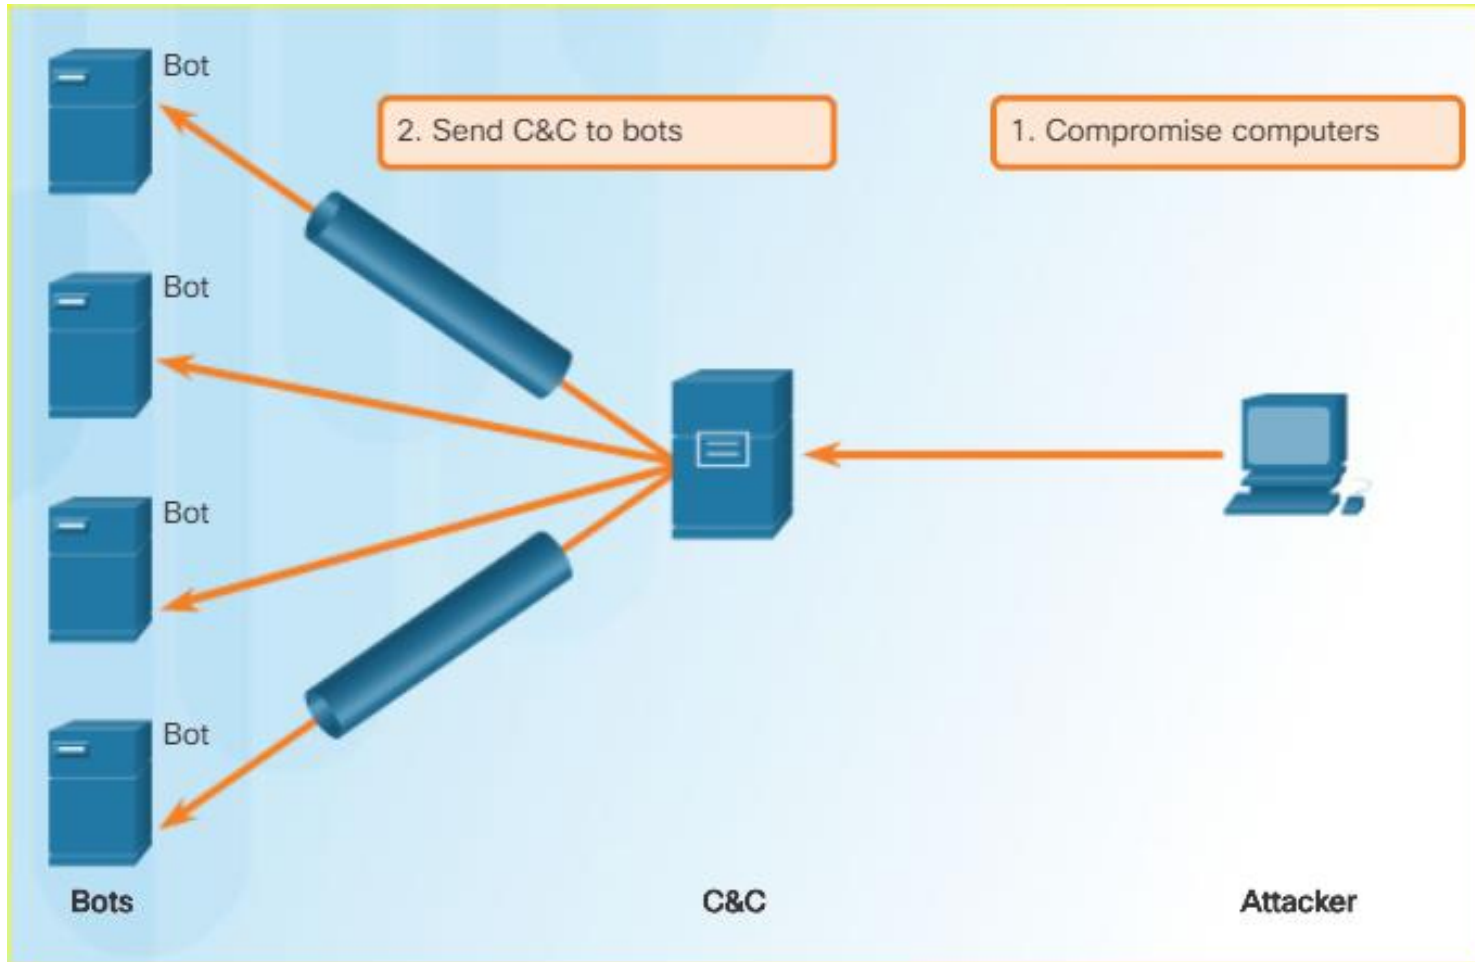 Bot
2. Send C&C to bots
1. Compromise computers
Bot
Bot
Bot
Bots
C&C
Attacker